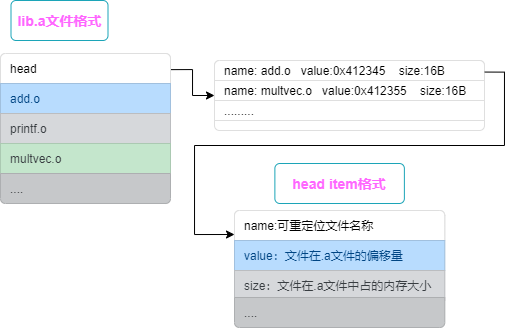 lib.a文件格式
head
add.o
printf.o
multvec.o
....
name: add.o value:0x412345 size:16B
name: multvec.o value:0x412355 size:16B
.........
head item格式
name:可重定位文件名称
value：文件在.a文件的偏移量
size：文件在.a文件中占的内存大小
....